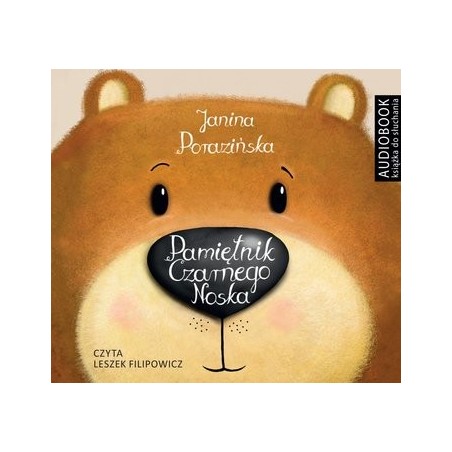 Janina
Porazińska
AUDIOBOOK
książka do słuchania
Pamiętnik
Czarnego
Noska
CZYTA
LESZEK FILIPOWICZ